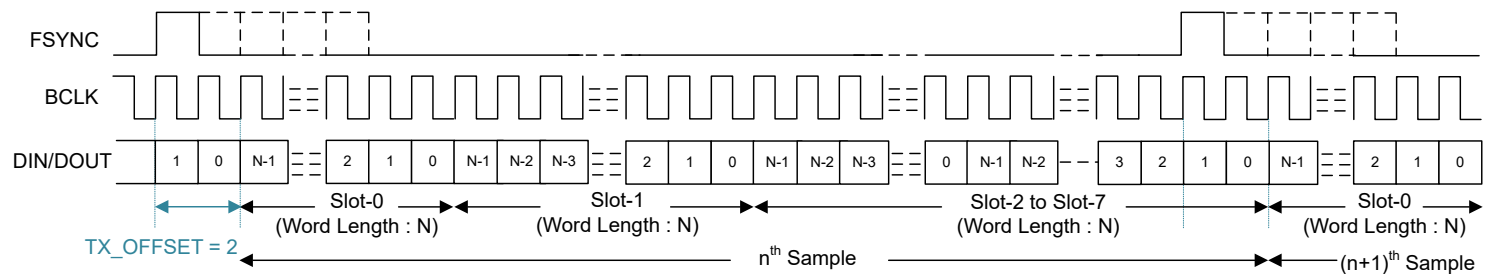 FSYNC
BCLK
DIN/DOUT 1 0 N-1 2 1 0 N-1 N-2 N-3 2 1 0 N-1 N-2 N-3 0 N-1 N-2 3 2 1 0 N-1 2 1 0
Slot-0 Slot-1 Slot-2 to Slot-7 Slot-0
(Word Length : N) (Word Length : N) (Word Length : N) (Word Length : N)
TX_OFFSET = 2 nth Sample (n+1)th Sample